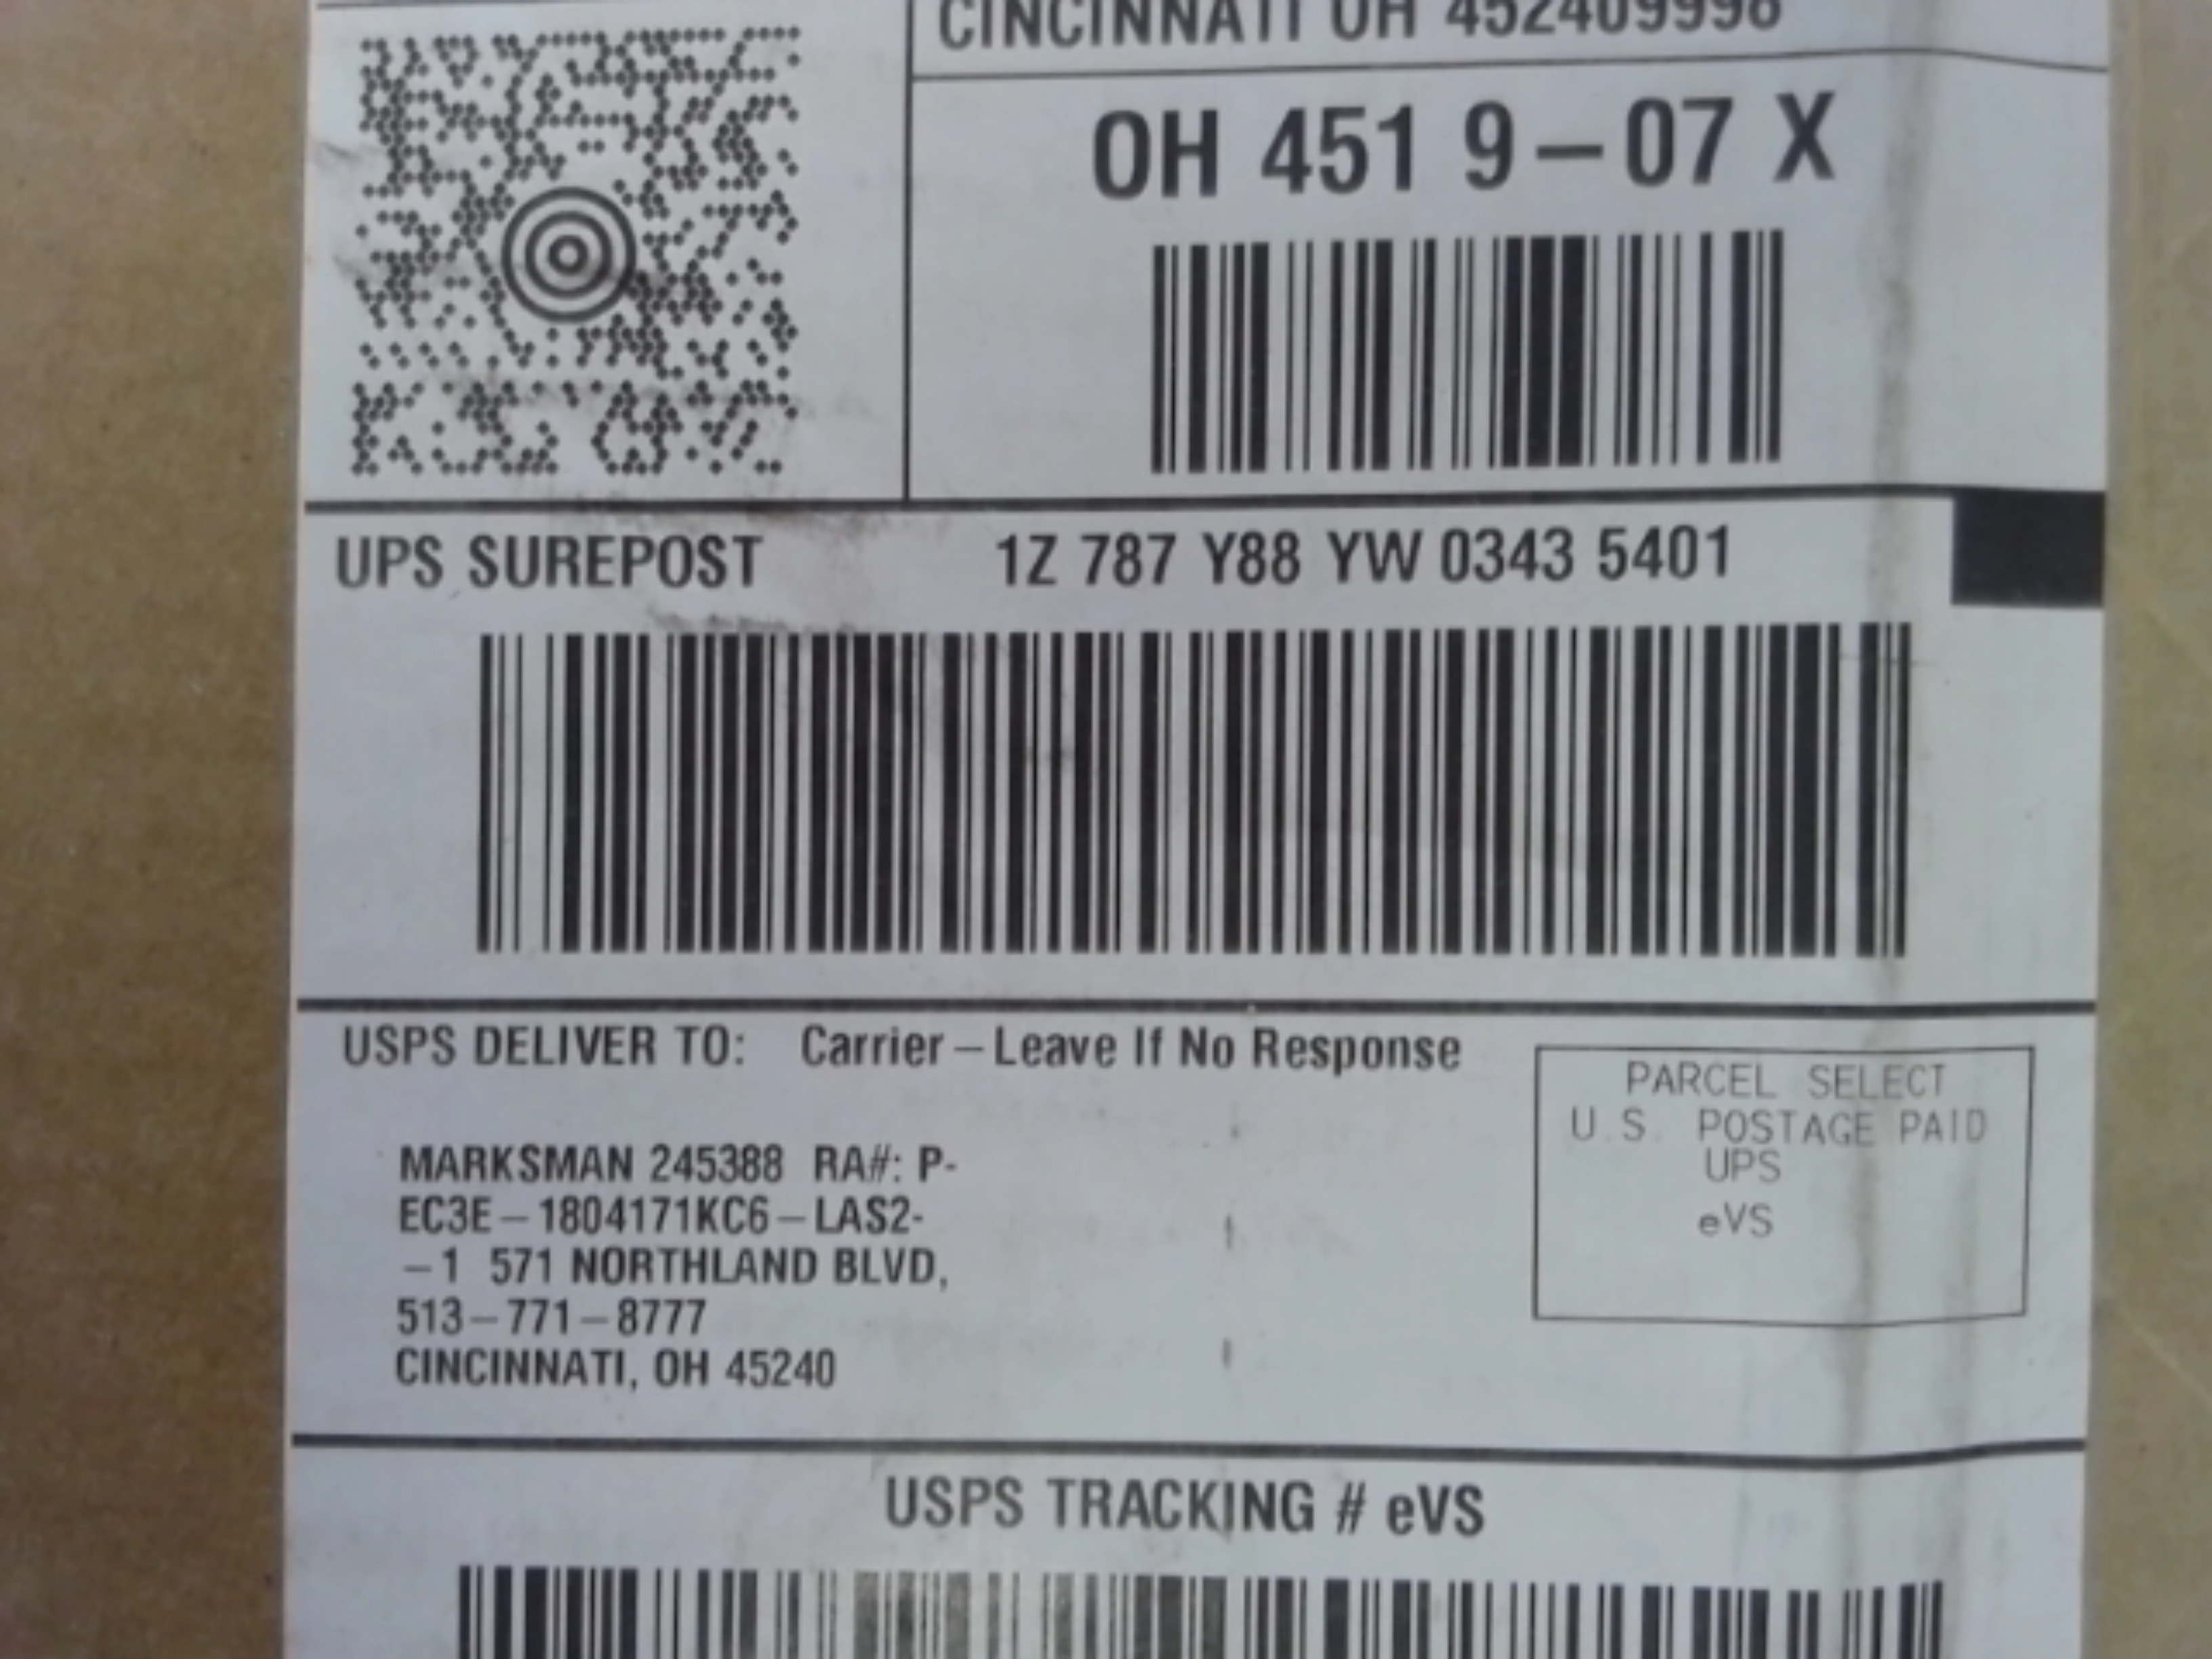 CINCINNATI OH 452409998
OH 451 9-07 X
UPS SUREPOST 1Z 787 Y88 YW 0343 5401
USPS DELIVER TO: Carrier-Leave If No Response
PARCEL SELECT
U.S. POSTAGE PAID
UPS
eVS
MARKSMAN 245388 RA#: P-
EC3E-1804171KC6-LAS2-
-1 571 NORTHLAND BLVD,
513-771-8777
CINCINNATI, OH 45240
USPS TRACKING # eVS